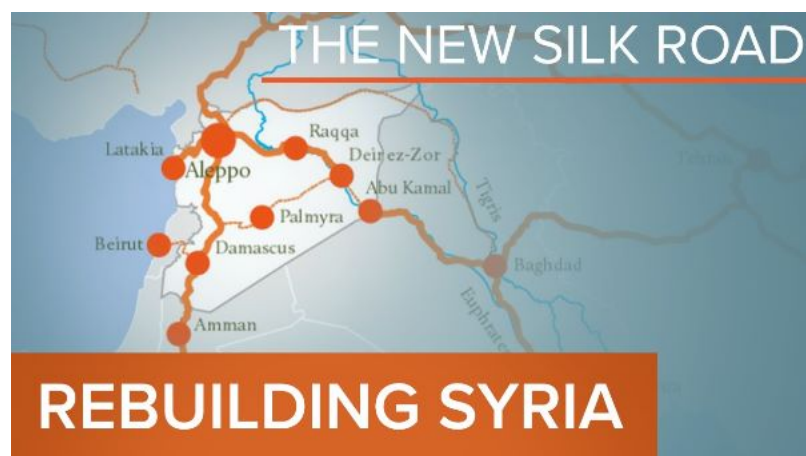 THE NEW SILK ROAD
Raqqa
Latakia
Deir ez-Zor
Aleppo
Abu Kamal
Tigris
Palmyra
Beirut
Damascus
Baghdad
Euphrates
Amman
REBUILDING SYRIA